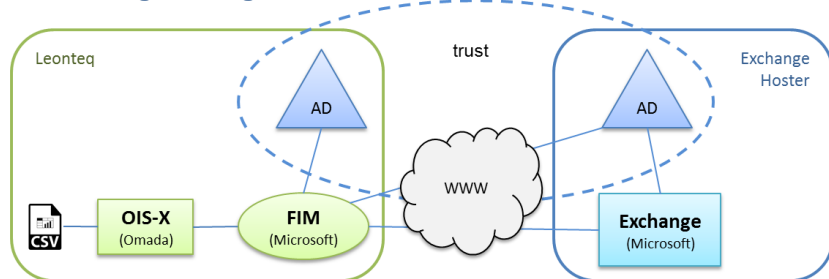 Leonteq
trust
Exchange
Hoster
AD
AD
WWW
CSV
OIS-X
(Omada)
FIM
(Microsoft)
Exchange
(Microsoft)